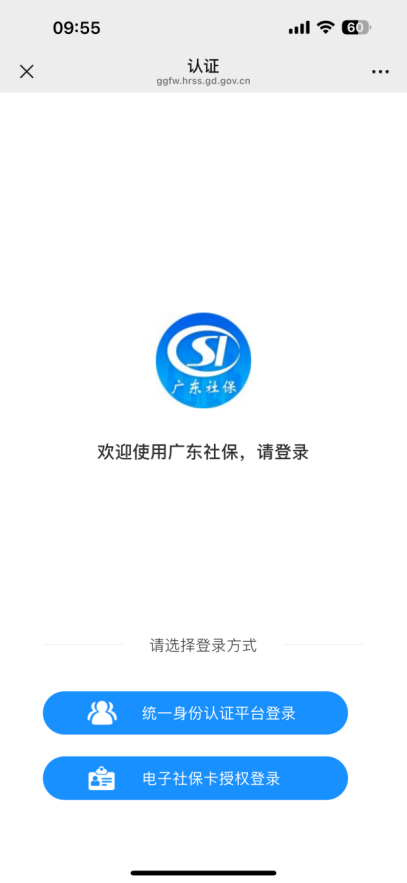 09:55
60
认证
ggfw.hrss.gd.gov.cn
SI
广东社保
欢迎使用广东社保，请登录
请选择登录方式
统一身份认证平台登录
电子社保卡授权登录